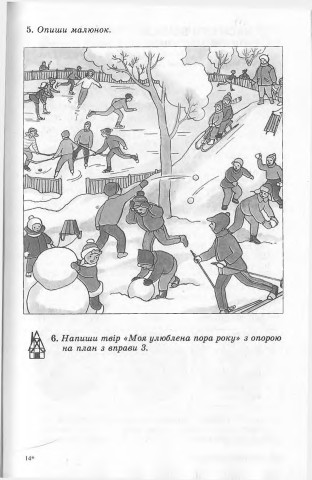 5. Опиши малюнок.
6. Напиши твір «Моя улюблена пора року» з опорою
на план з вправи 3.
14*